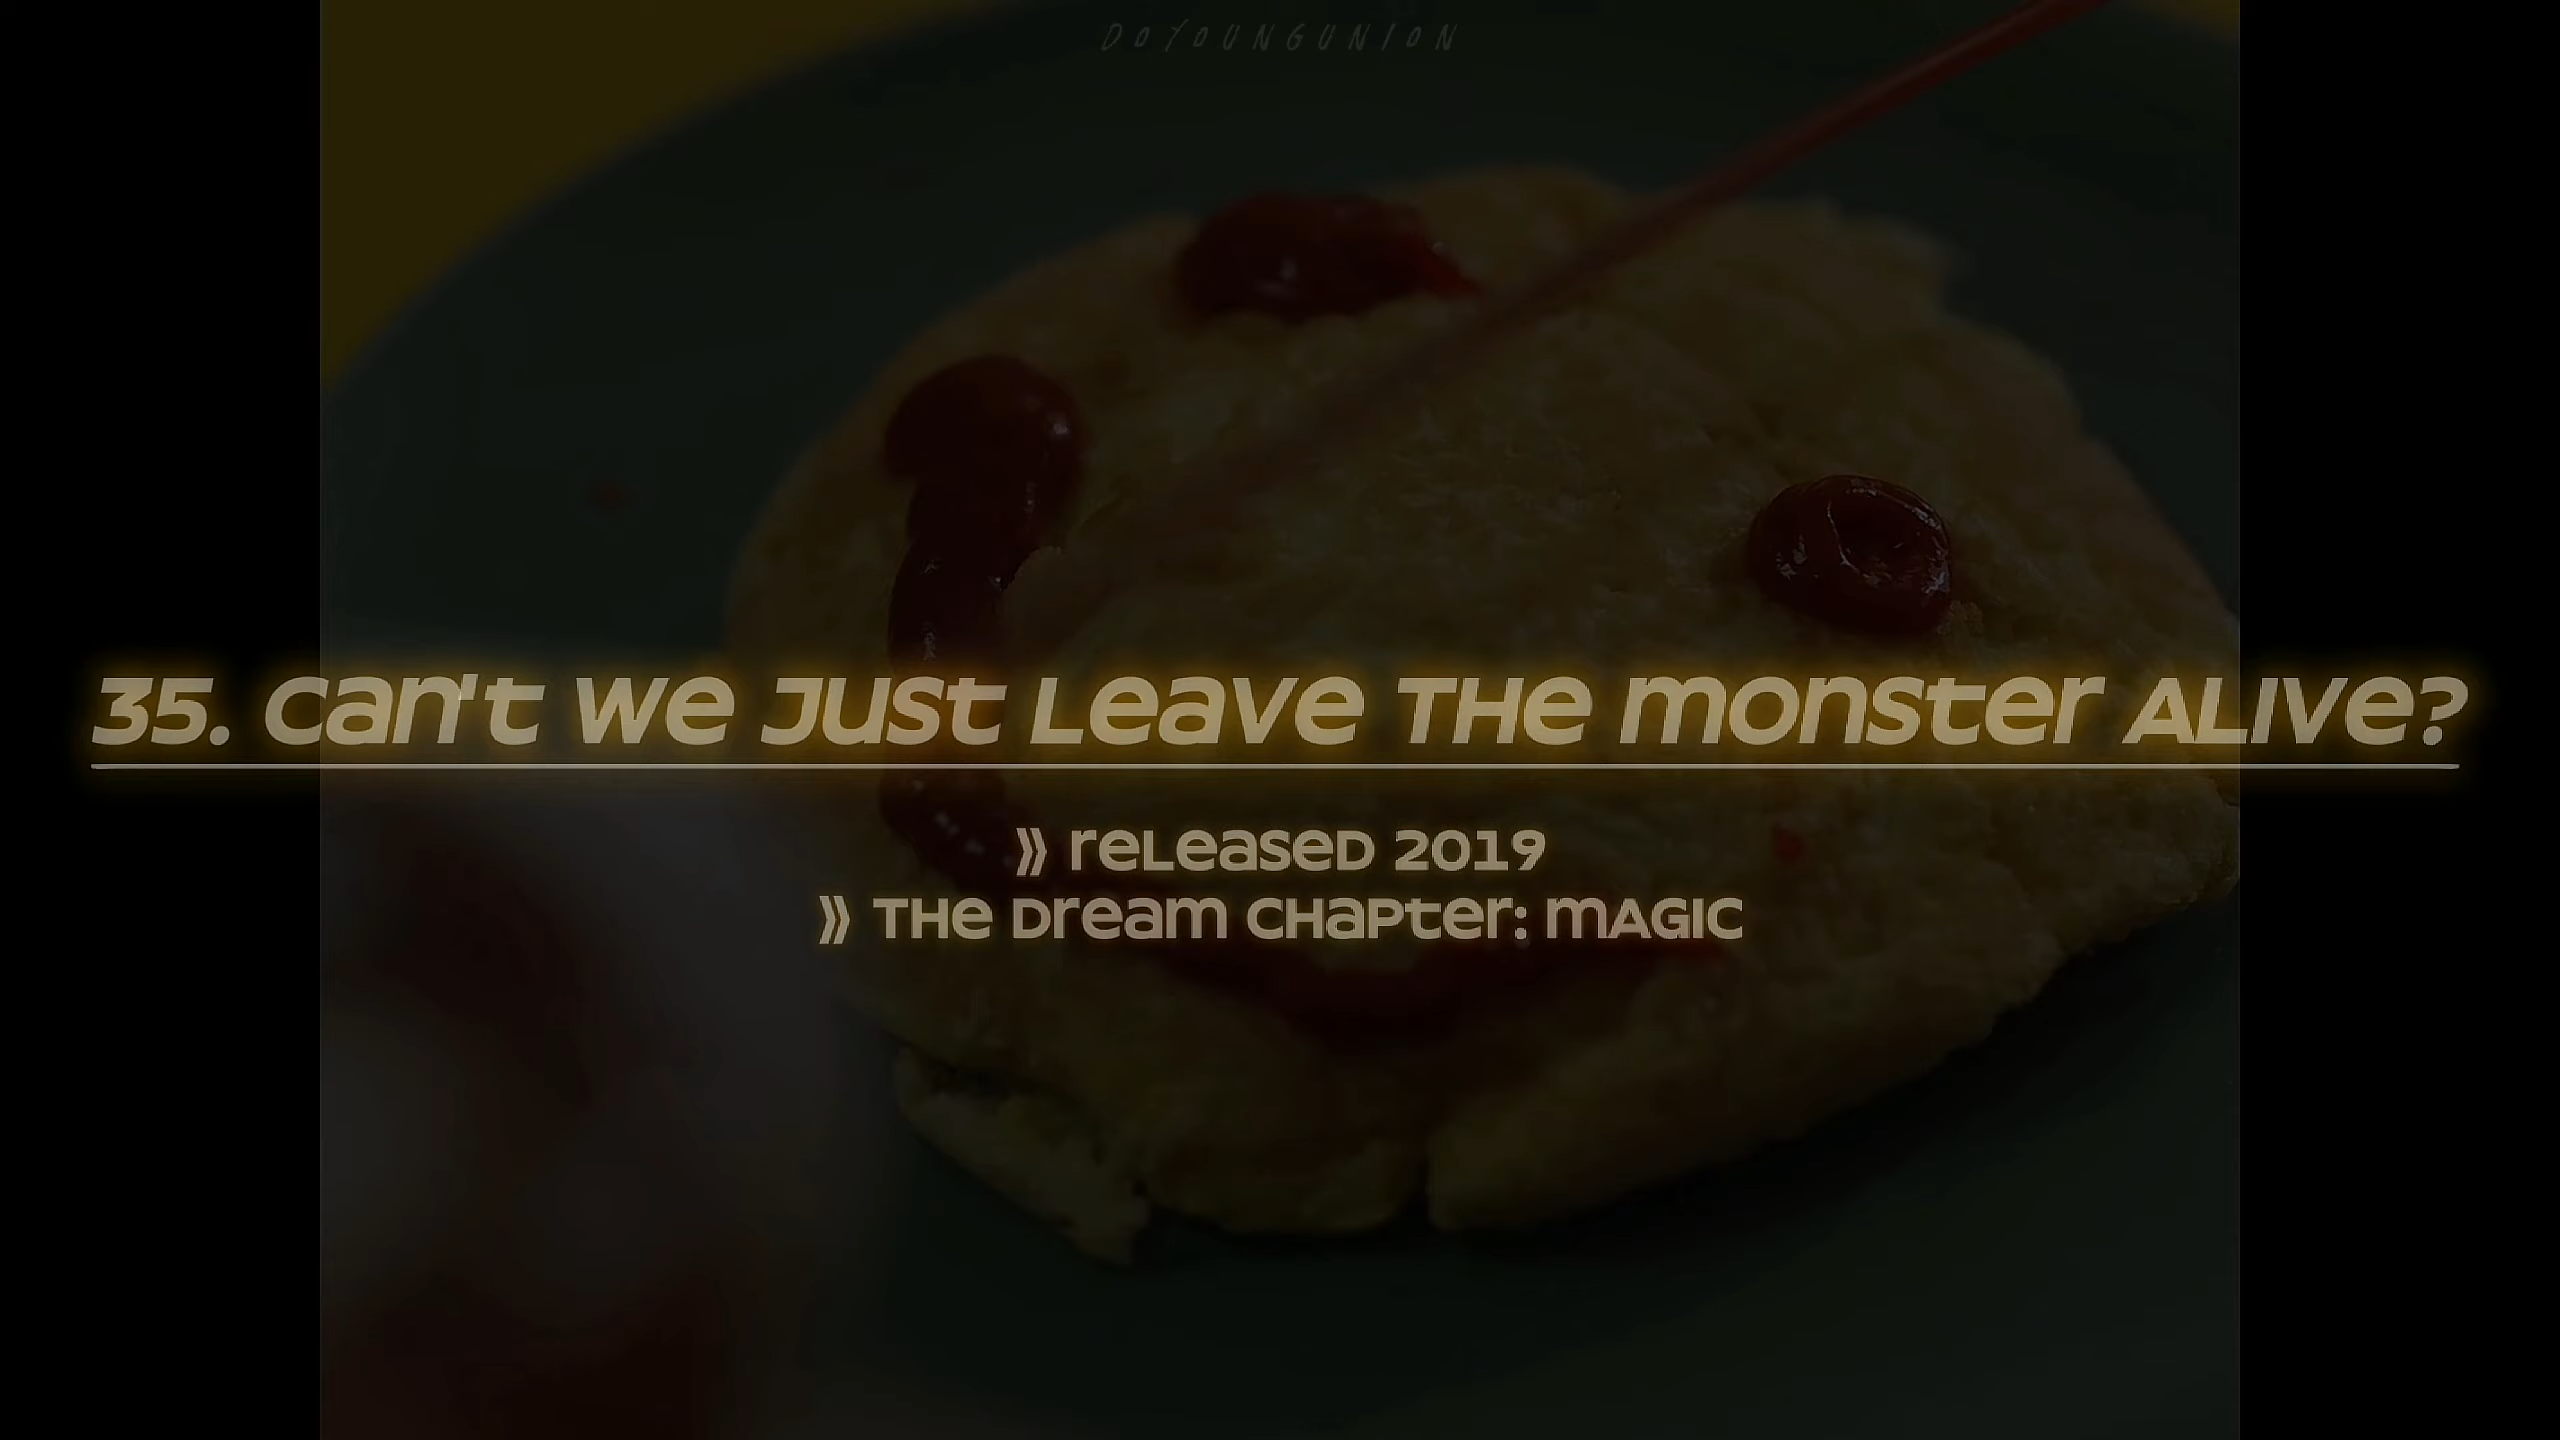 DOYOUNGUNION
35. Can't we Just Leave The monster Alive?
⟫ released 2019
⟫ The Dream Chapter: mAGIC